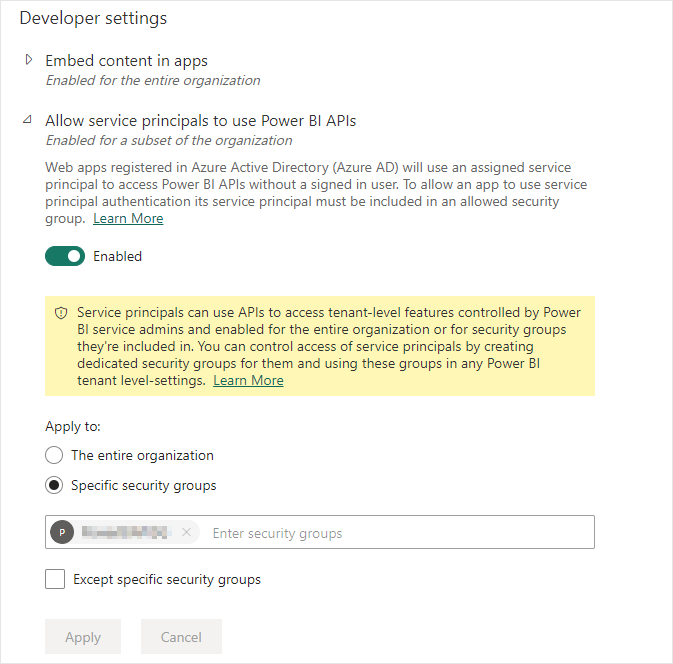 Developer settings
Embed content in apps
Enabled for the entire organization
Allow service principals to use Power BI APIs
Enabled for a subset of the organization
Web apps registered in Azure Active Directory (Azure AD) will use an assigned service
principal to access Power BI APIs without a signed in user. To allow an app to use service
principal authentication its service principal must be included in an allowed security
group. Learn More
Enabled
Service principals can use APIs to access tenant-level features controlled by Power
BI service admins and enabled for the entire organization or for security groups
they're included in. You can control access of service principals by creating
dedicated security groups for them and using these groups in any Power BI
tenant level-settings. Learn More
Apply to:
The entire organization
Specific security groups
P Enter security groups
Except specific security groups
Apply Cancel